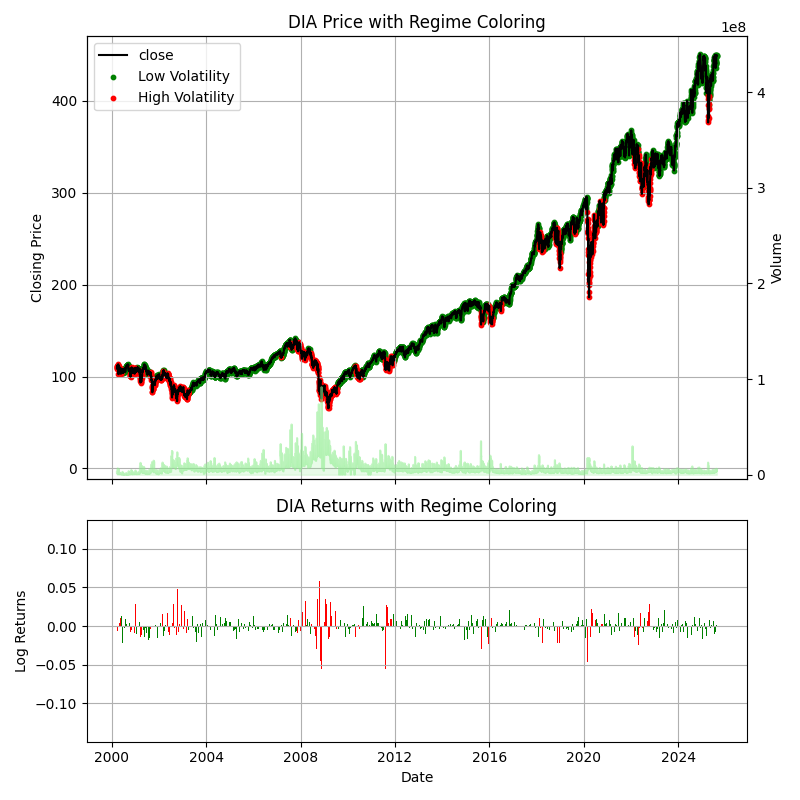 DIA Price with Regime Coloring
1e8
close
Low Volatility
High Volatility
400
300
200
100
0
Closing Price
4
3
2
1
0
Volume
DIA Returns with Regime Coloring
0.10
0.05
0.00
−0.05
−0.10
Log Returns
2000 2004 2008 2012 2016 2020 2024
Date